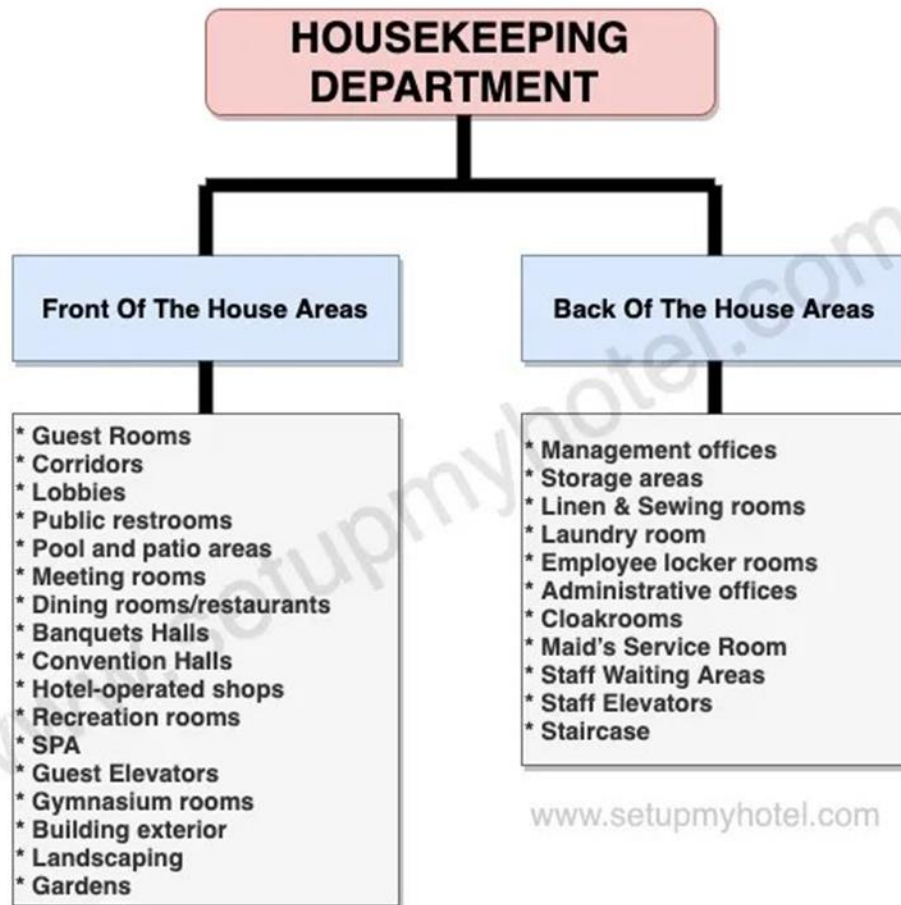 HOUSEKEEPING
DEPARTMENT
Front Of The House Areas
* Guest Rooms
* Corridors
* Lobbies
* Public restrooms
* Pool and patio areas
* Meeting rooms
* Dining rooms/restaurants
* Banquets Halls
* Convention Halls
* Hotel-operated shops
* Recreation rooms
* SPA
* Guest Elevators
* Gymnasium rooms
* Building exterior
* Landscaping
* Gardens
Back Of The House Areas
* Management offices
* Storage areas
* Linen & Sewing rooms
* Laundry room
* Employee locker rooms
* Administrative offices
* Cloakrooms
* Maid's Service Room
* Staff Waiting Areas
* Staff Elevators
* Staircase
www.setupmyhotel.com
www.setupmyhotel.com